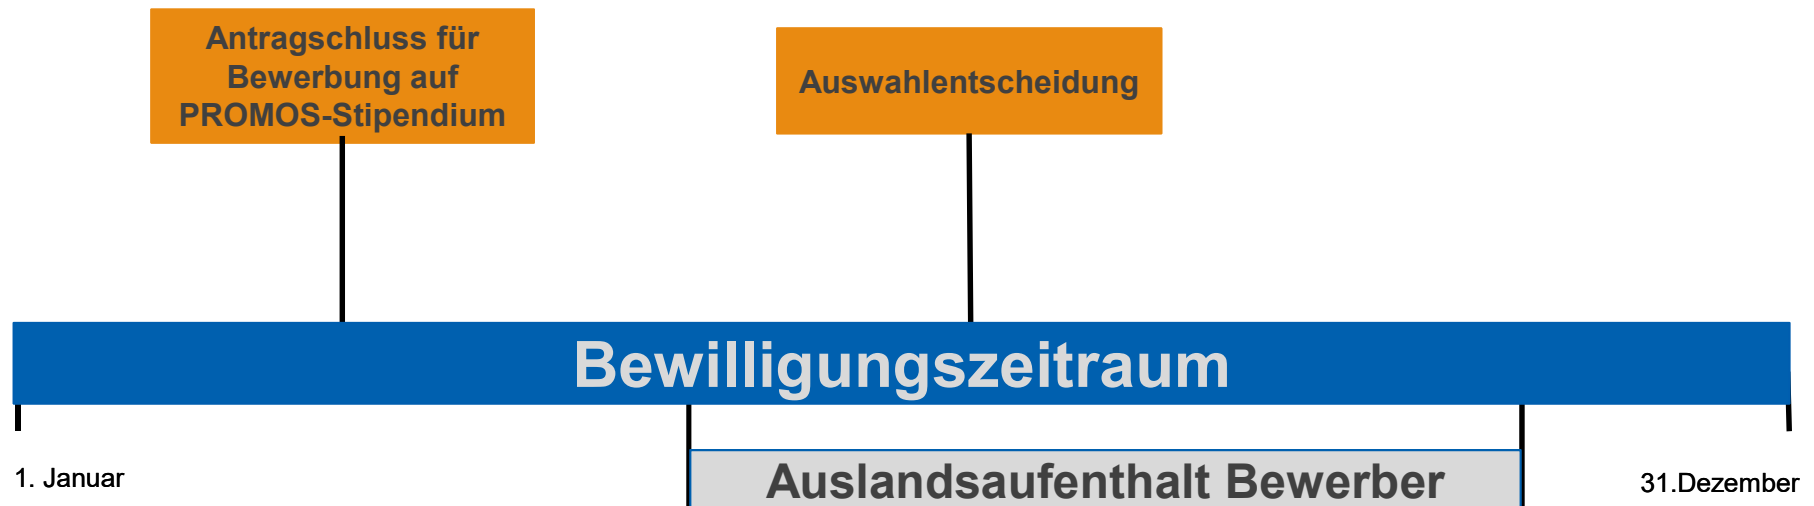 Antragschluss für
Bewerbung auf
PROMOS-Stipendium
Auswahlentscheidung
Bewilligungszeitraum
1. Januar
Auslandsaufenthalt Bewerber
31.Dezember